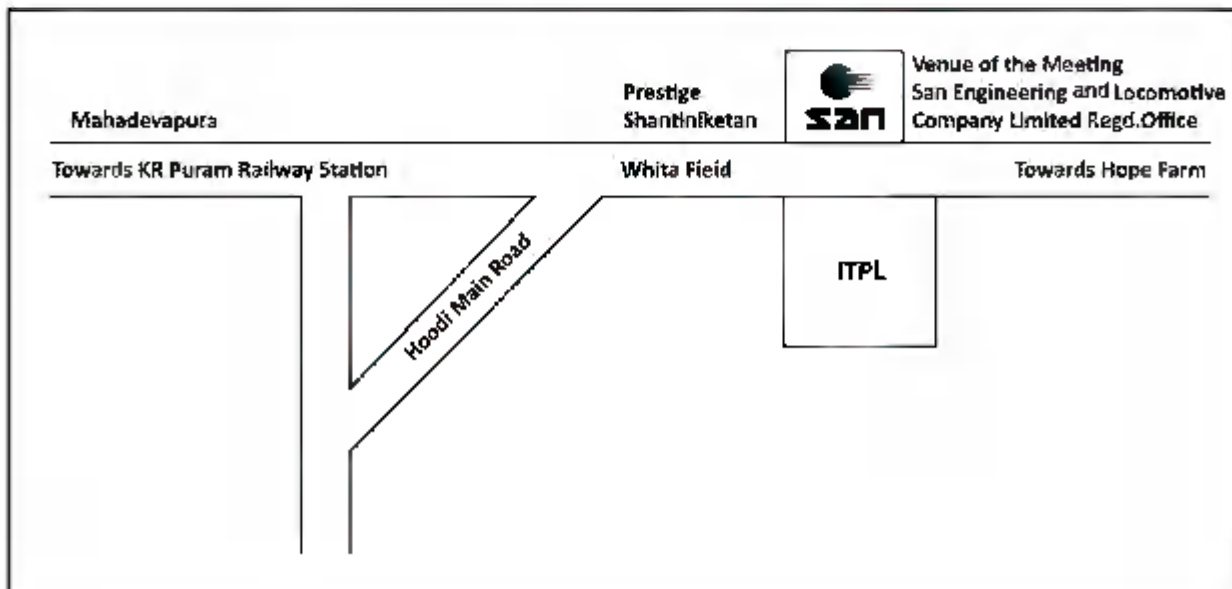 Mahadevapura
Prestige
Shantiniketan
san
Venue of the Meeting
San Engineering and Locomotive
Company Limited Regd.Office
Towards KR Puram Railway Station
Whita Field
Towards Hope Farm
Hoodi Main Road
ITPL